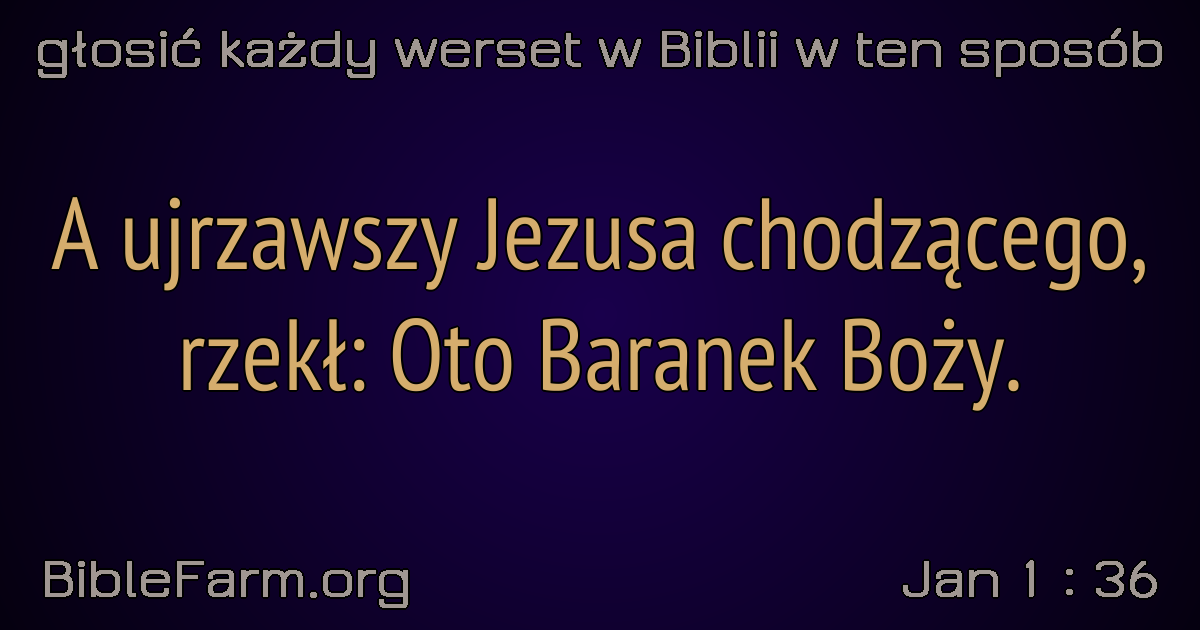 głosić każdy werset w Biblii w ten sposób
A ujrzawszy Jezusa chodzącego,
rzekł: Oto Baranek Boży.
BibleFarm.org
Jan 1 : 36